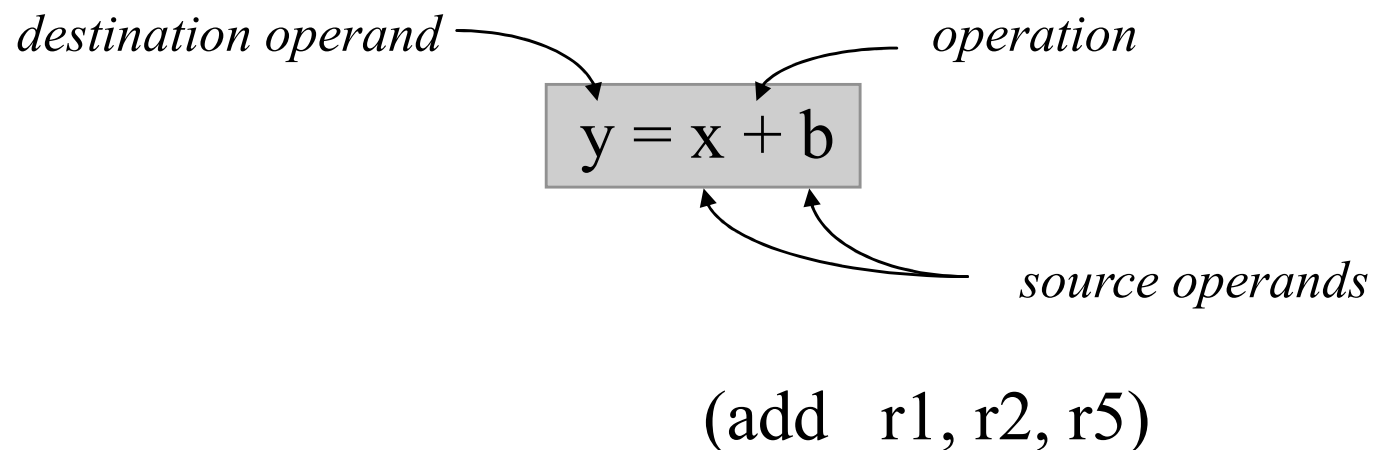 destination operand
operation
y = x + b
source operands
(add r1, r2, r5)